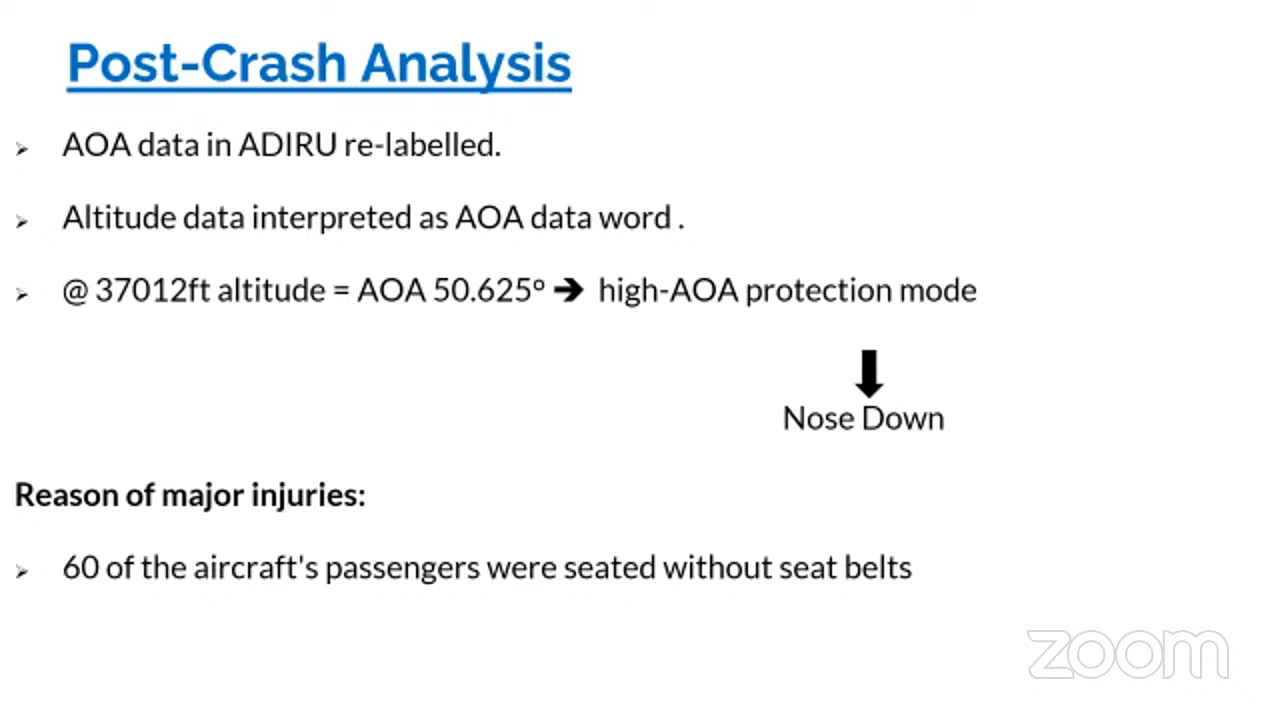 Post-Crash Analysis
➢ AOA data in ADIRU re-labelled.
➢ Altitude data interpreted as AOA data word .
➢ @ 37012ft altitude = AOA 50.625º ➔ high-AOA protection mode
Nose Down
Reason of major injuries:
➢ 60 of the aircraft's passengers were seated without seat belts
zoom